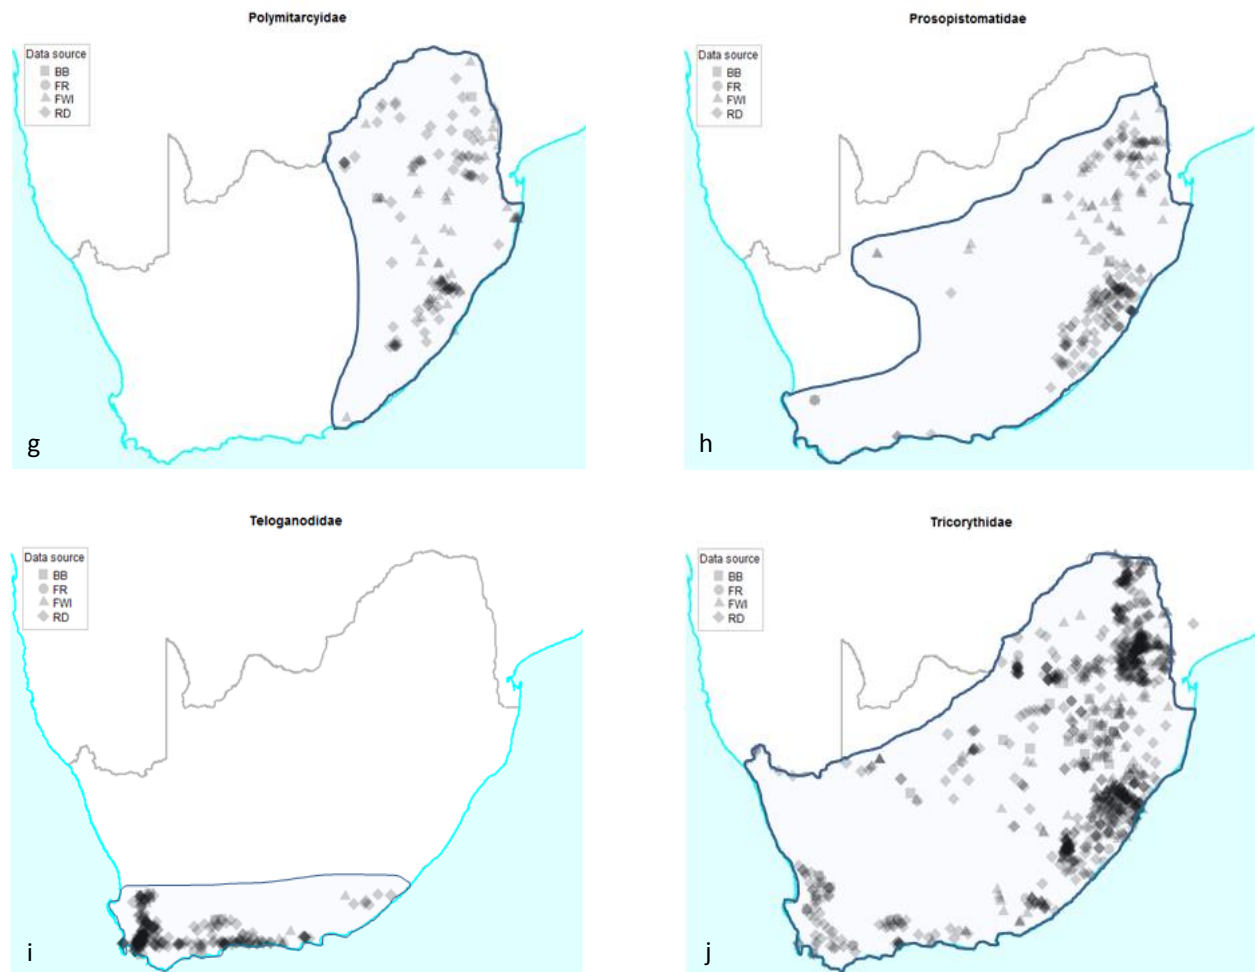 Polymitarcyidae
Data source
BB
FR
FWI
RD
g
Prosopistomatidae
Data source
BB
FR
FWI
RD
h
Teloganodidae
Data source
BB
FR
FWI
RD
i
Tricorythidae
Data source
BB
FR
FWI
RD
j